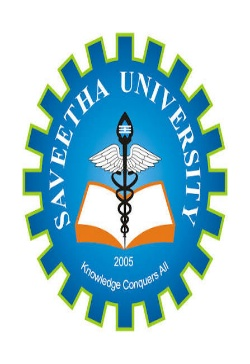 SAVEETHA UNIVERSITY
2005
Knowledge Conquers All